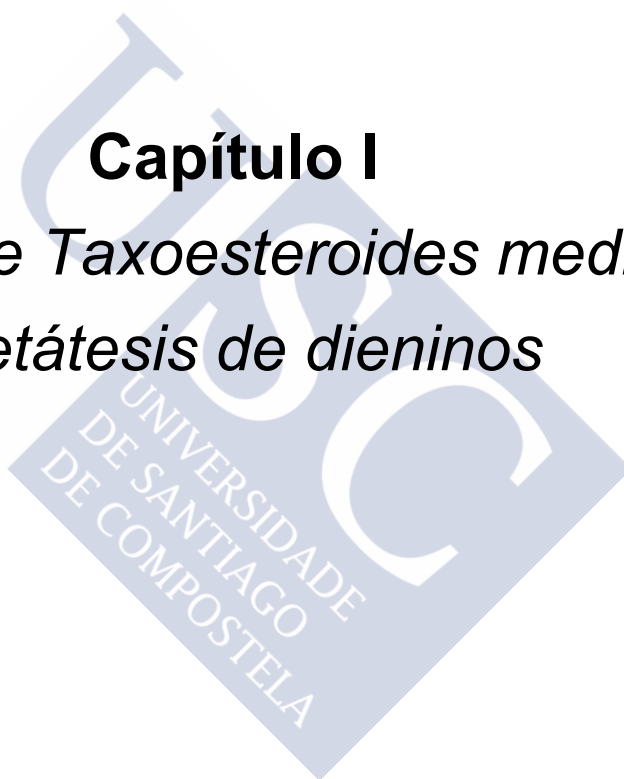 Capítulo I
e Taxoesteroides medi
etátesis de dieninos
USC
UNIVERSIDADE
DE SANTIAGO
DE COMPOSTELA